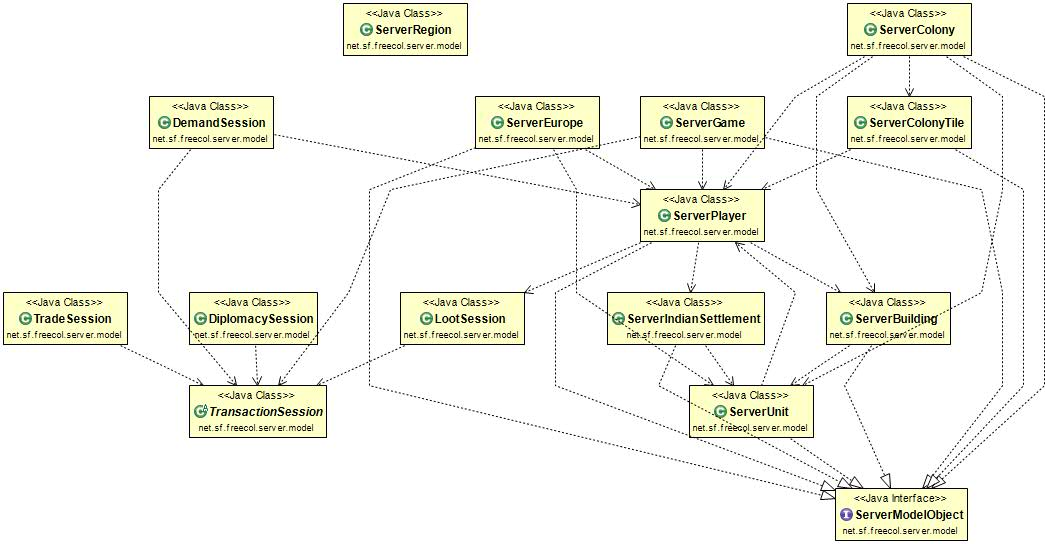 <<Java Class>>
ServerRegion
net.sf.freecol.server.model
<<Java Class>>
ServerColony
net.sf.freecol.server.model
<<Java Class>>
DemandSession
net.sf.freecol.server.model
<<Java Class>>
ServerEurope
net.sf.freecol.server.model
<<Java Class>>
ServerGame
net.sf.freecol.server.model
<<Java Class>>
ServerColonyTile
net.sf.freecol.server.model
<<Java Class>>
ServerPlayer
net.sf.freecol.server.model
<<Java Class>>
TradeSession
net.sf.freecol.server.model
<<Java Class>>
DiplomacySession
net.sf.freecol.server.model
<<Java Class>>
LootSession
net.sf.freecol.server.model
<<Java Class>>
ServerIndianSettlement
net.sf.freecol.server.model
<<Java Class>>
ServerBuilding
net.sf.freecol.server.model
<<Java Class>>
TransactionSession
net.sf.freecol.server.model
<<Java Class>>
ServerUnit
net.sf.freecol.server.model
<<Java Interface>>
ServerModelObject
net.sf.freecol.server.model